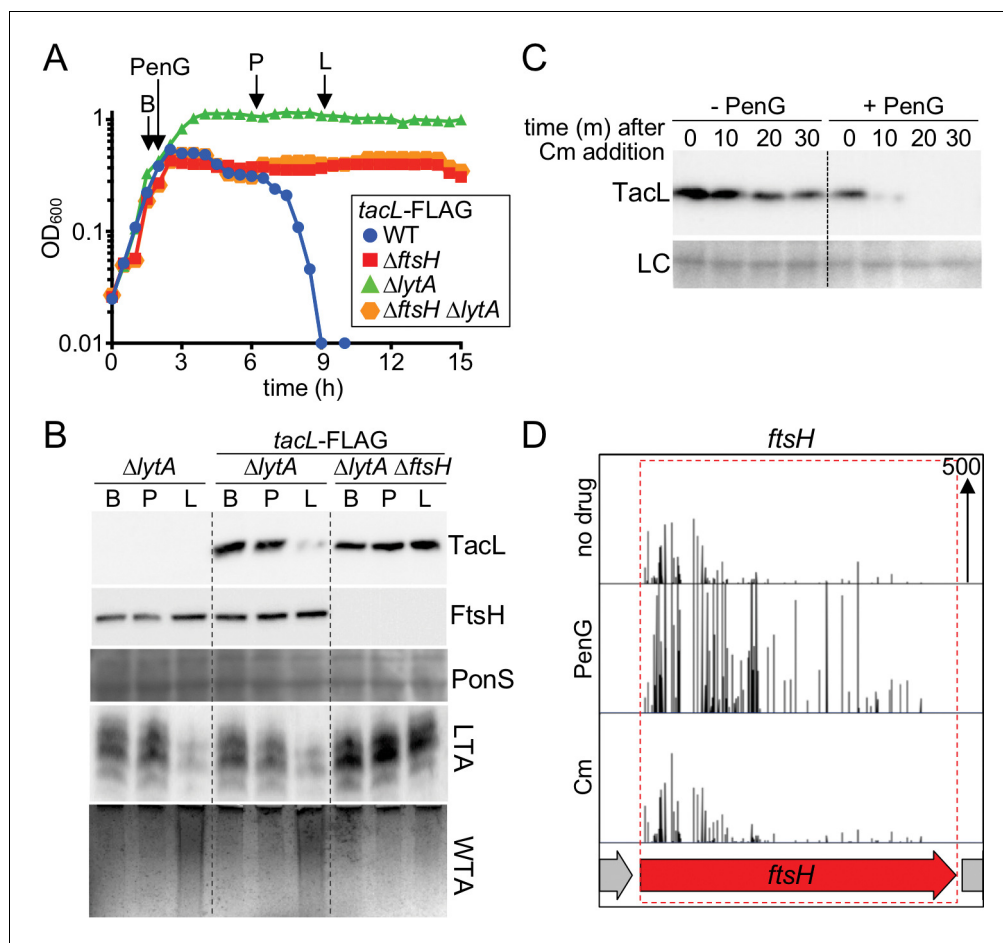 A
PenG
B
P
L
1
0.1
0.01
OD600
0
3
6
9
12
15
time (h)
tacL-FLAG
WT
ΔftsH
ΔlytA
ΔftsH ΔlytA
B
tacL-FLAG
ΔlytA
ΔlytA
ΔlytA ΔftsH
B P L B P L B P L
TacL
FtsH
PonS
LTA
WTA
C
- PenG
+ PenG
time (m) after
Cm addition
0 10 20 30 0 10 20 30
TacL
LC
D
ftsH
500
no drug
PenG
Cm
ftsH